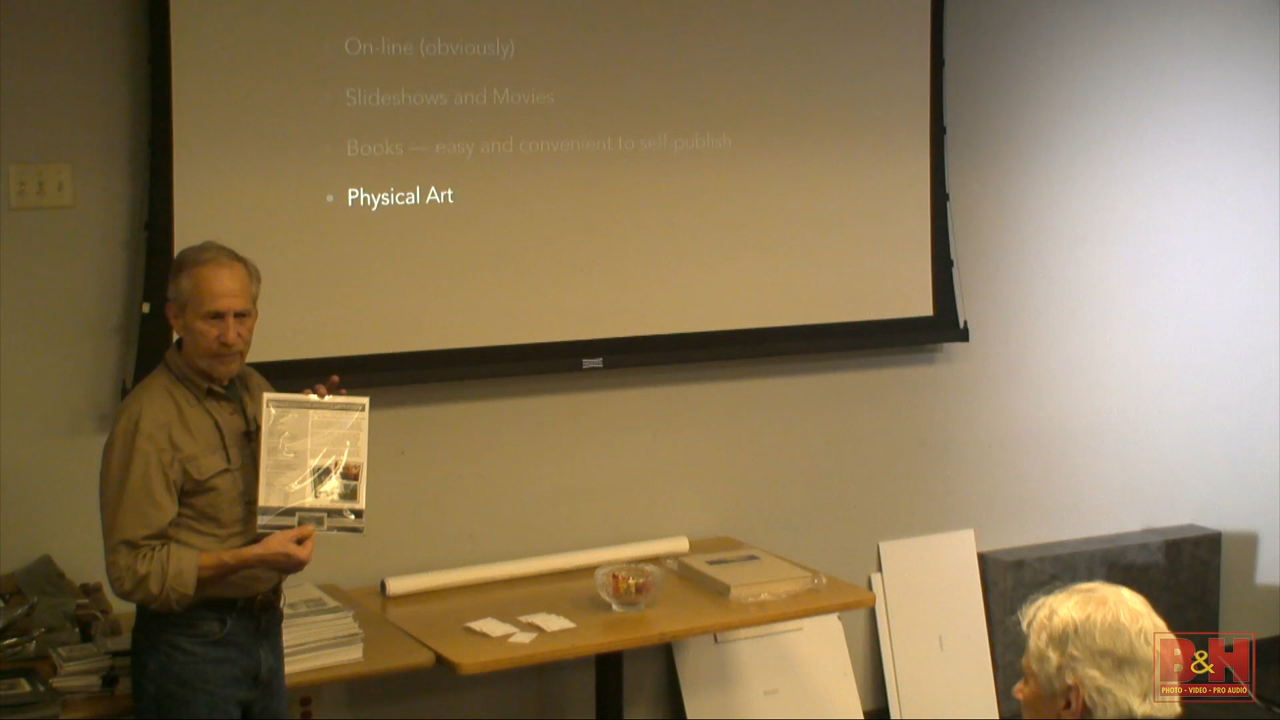 On-line (obviously)
Slideshows and Movies
Books — easy and convenient to self-publish
• Physical Art
B&H
PHOTO - VIDEO - PRO AUDIO